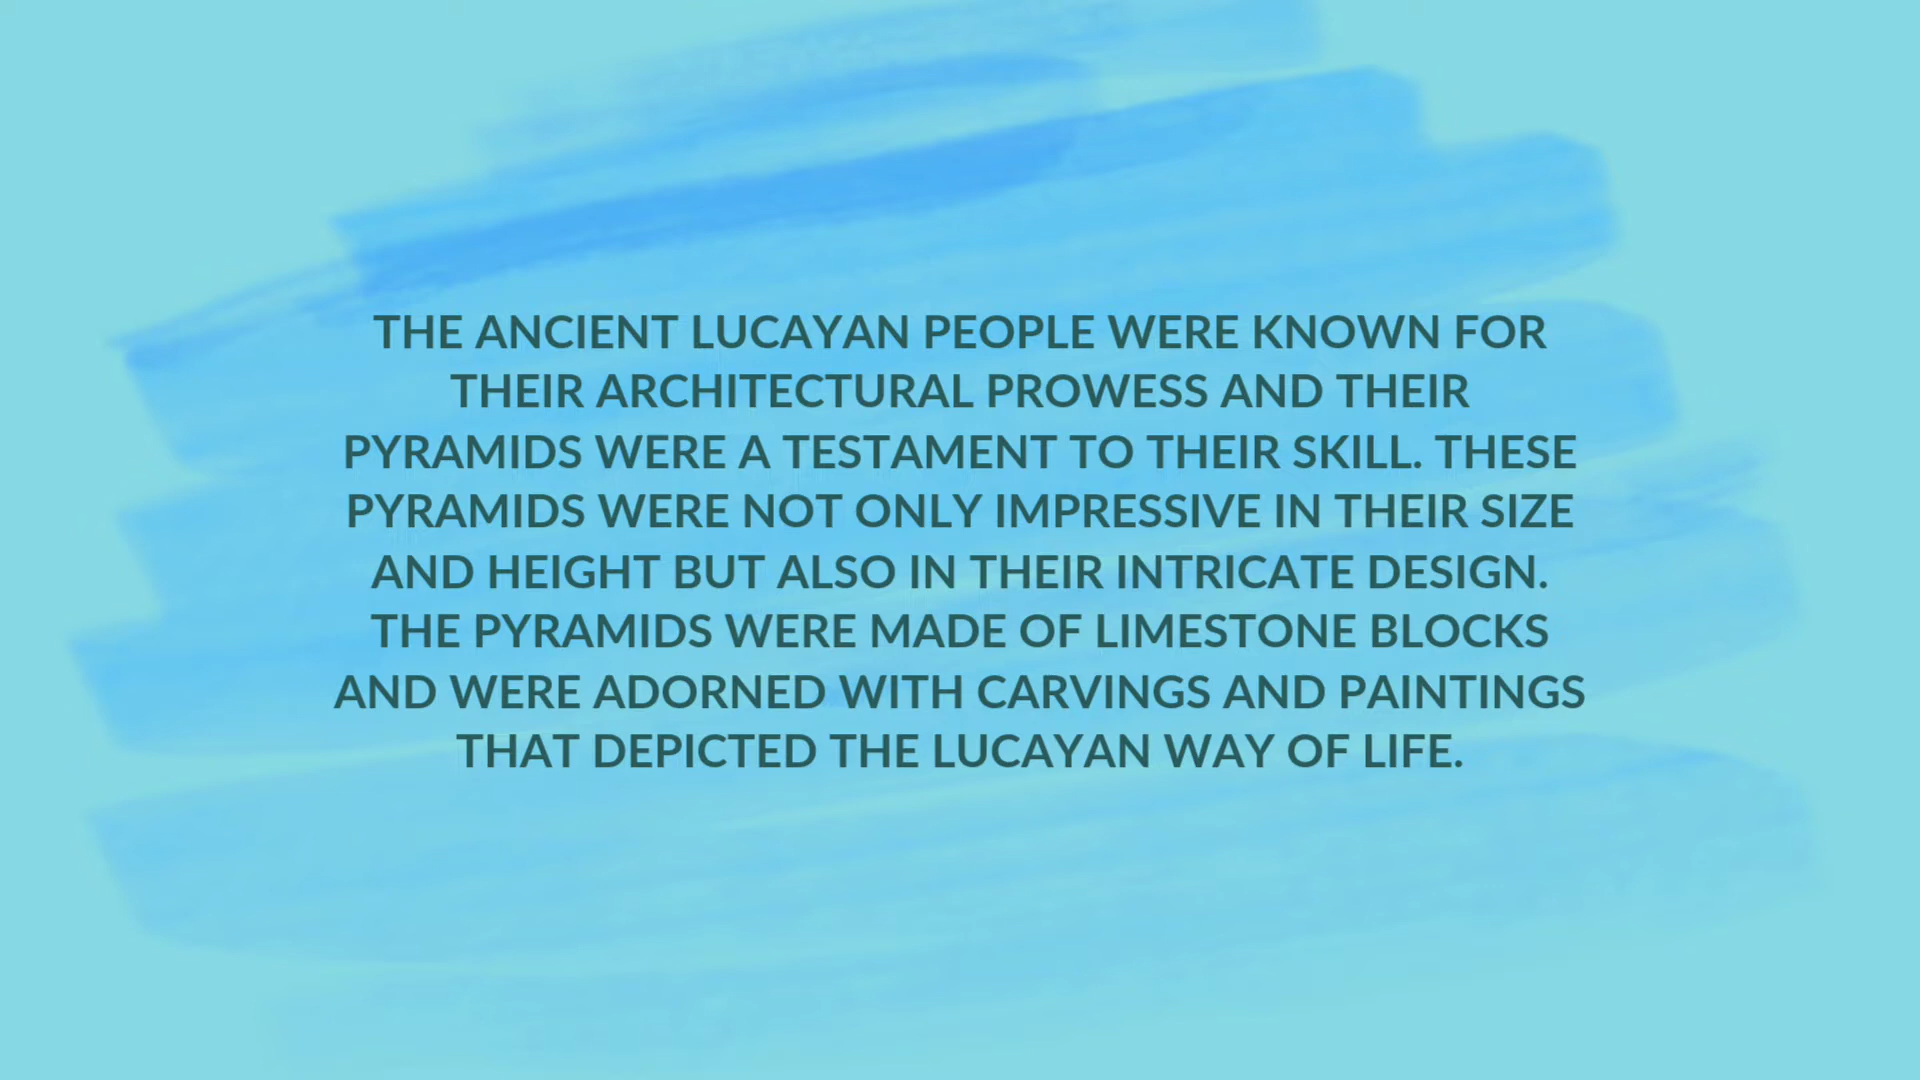 THE ANCIENT LUCAYAN PEOPLE WERE KNOWN FOR
THEIR ARCHITECTURAL PROWESS AND THEIR
PYRAMIDS WERE A TESTAMENT TO THEIR SKILL. THESE
PYRAMIDS WERE NOT ONLY IMPRESSIVE IN THEIR SIZE
AND HEIGHT BUT ALSO IN THEIR INTRICATE DESIGN.
THE PYRAMIDS WERE MADE OF LIMESTONE BLOCKS
AND WERE ADORNED WITH CARVINGS AND PAINTINGS
THAT DEPICTED THE LUCAYAN WAY OF LIFE.